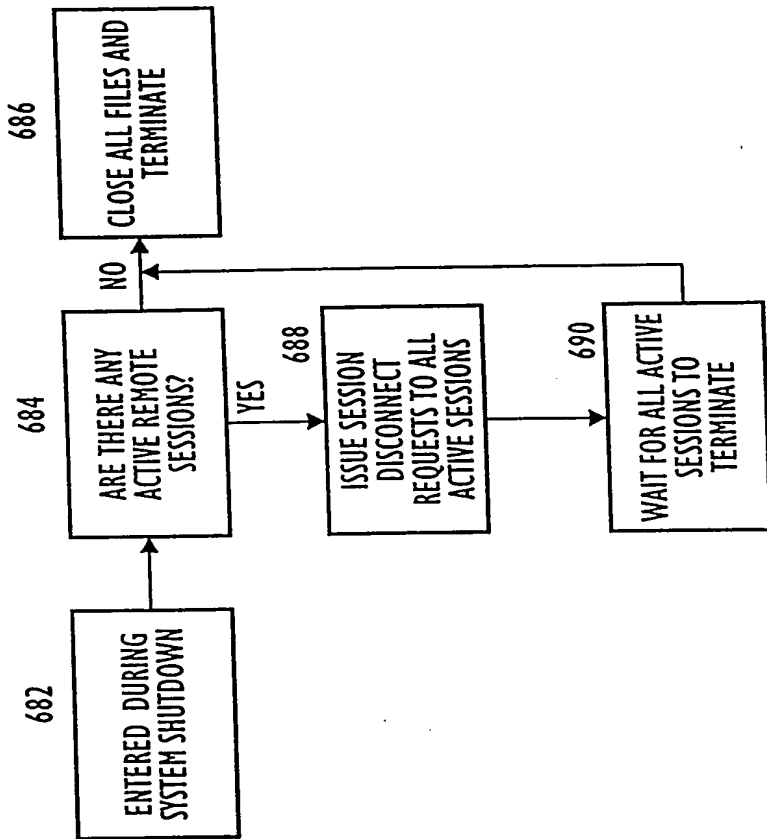 682
ENTERED DURING
SYSTEM SHUTDOWN
684
ARE THERE ANY
ACTIVE REMOTE
SESSIONS?
NO
686
CLOSE ALL FILES AND
TERMINATE
YES
688
ISSUE SESSION
DISCONNECT
REQUESTS TO ALL
ACTIVE SESSIONS
690
WAIT FOR ALL ACTIVE
SESSIONS TO
TERMINATE